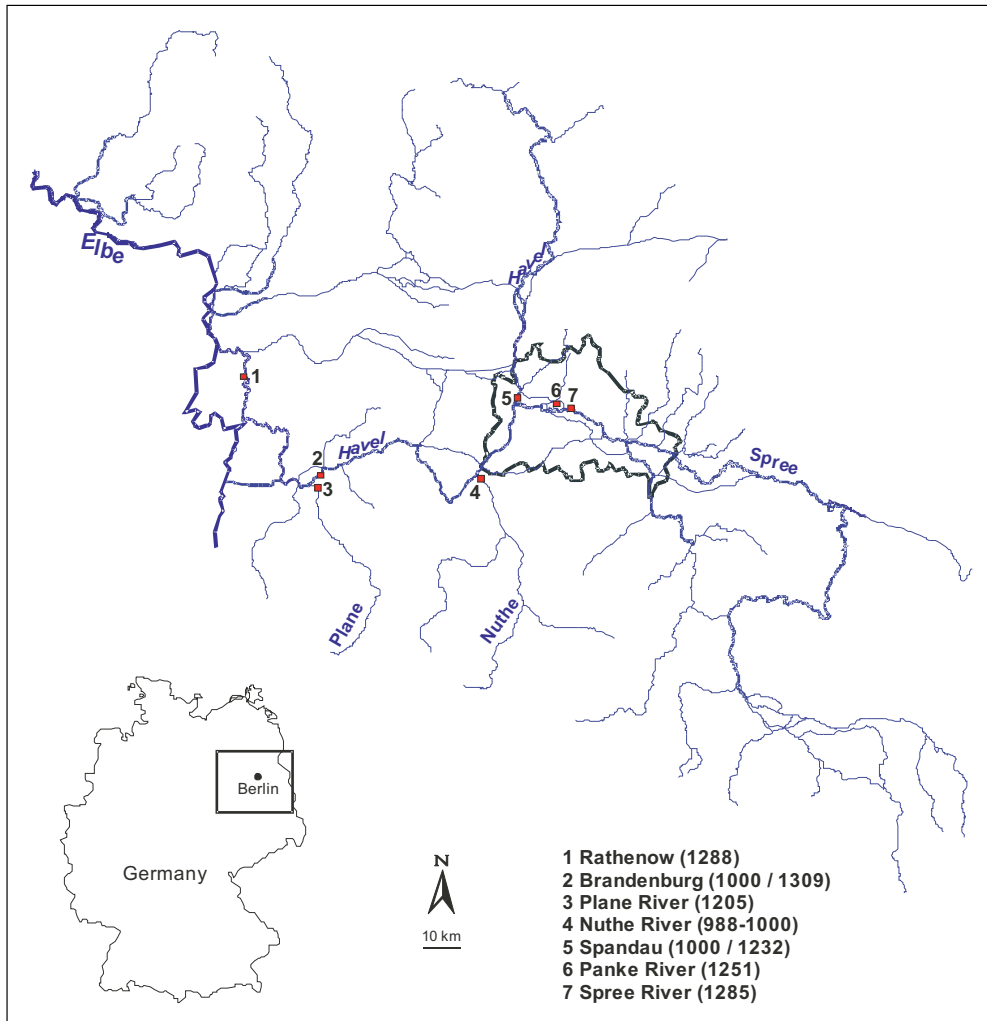 Elbe
Havel
1
5
6
7
2
Havel
3
4
Spree
Plane
Nuthe
Berlin
Germany
N
10 km
1 Rathenow (1288)
2 Brandenburg (1000 / 1309)
3 Plane River (1205)
4 Nuthe River (988-1000)
5 Spandau (1000 / 1232)
6 Panke River (1251)
7 Spree River (1285)